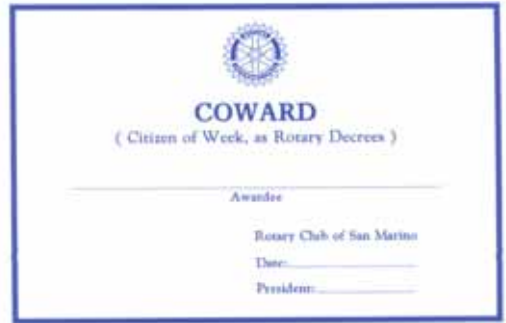 COWARD
( Citizen of Week, as Rotary Decrees )
Awardee
Rotary Club of San Marino
Date:
President: